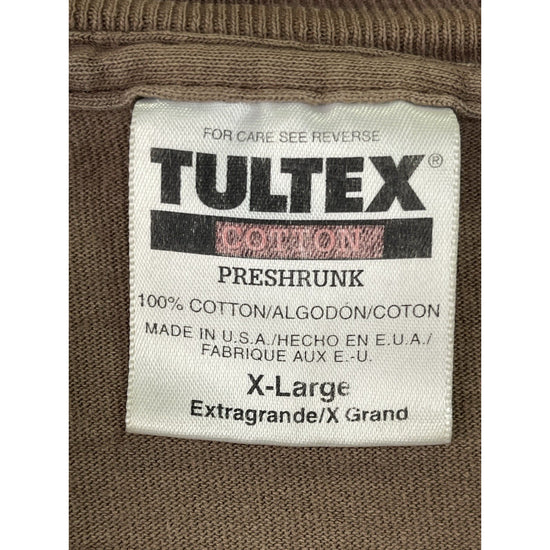 FOR CARE SEE REVERSE
TULTEX®
COTTON
PRESHRUNK
100% COTTON/ALGODÓN/COTON
MADE IN U.S.A./HECHO EN E.U.A./
FABRIQUE AUX E.-U.
X-Large
Extragrande/X Grand